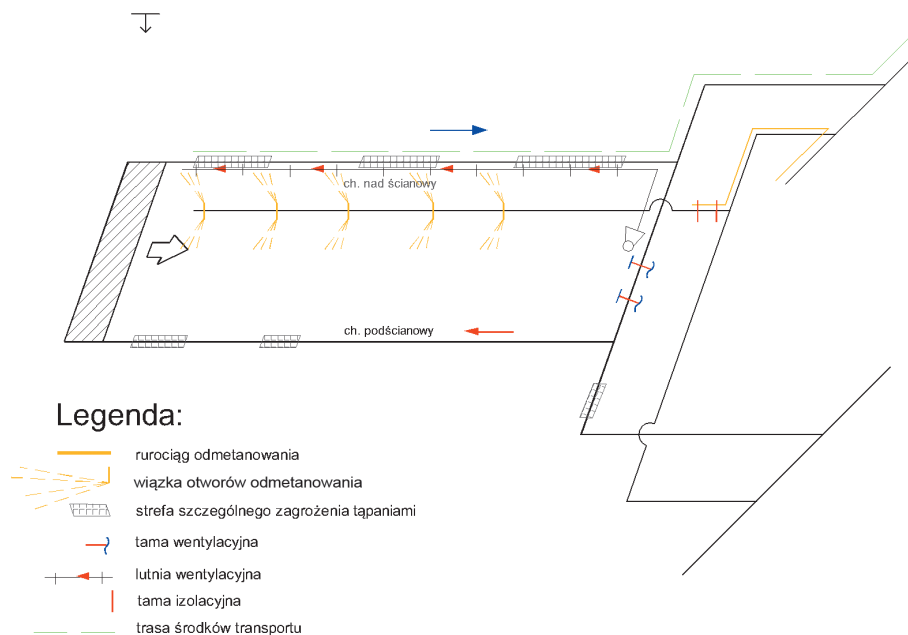 ch. nad ścianowy
ch. podścianowy
Legenda:
rurociąg odmetanowania
wiązka otworów odmetanowania
strefa szczególnego zagrożenia tąpaniami
tama wentylacyjna
lutnia wentylacyjna
tama izolacyjna
trasa środków transportu